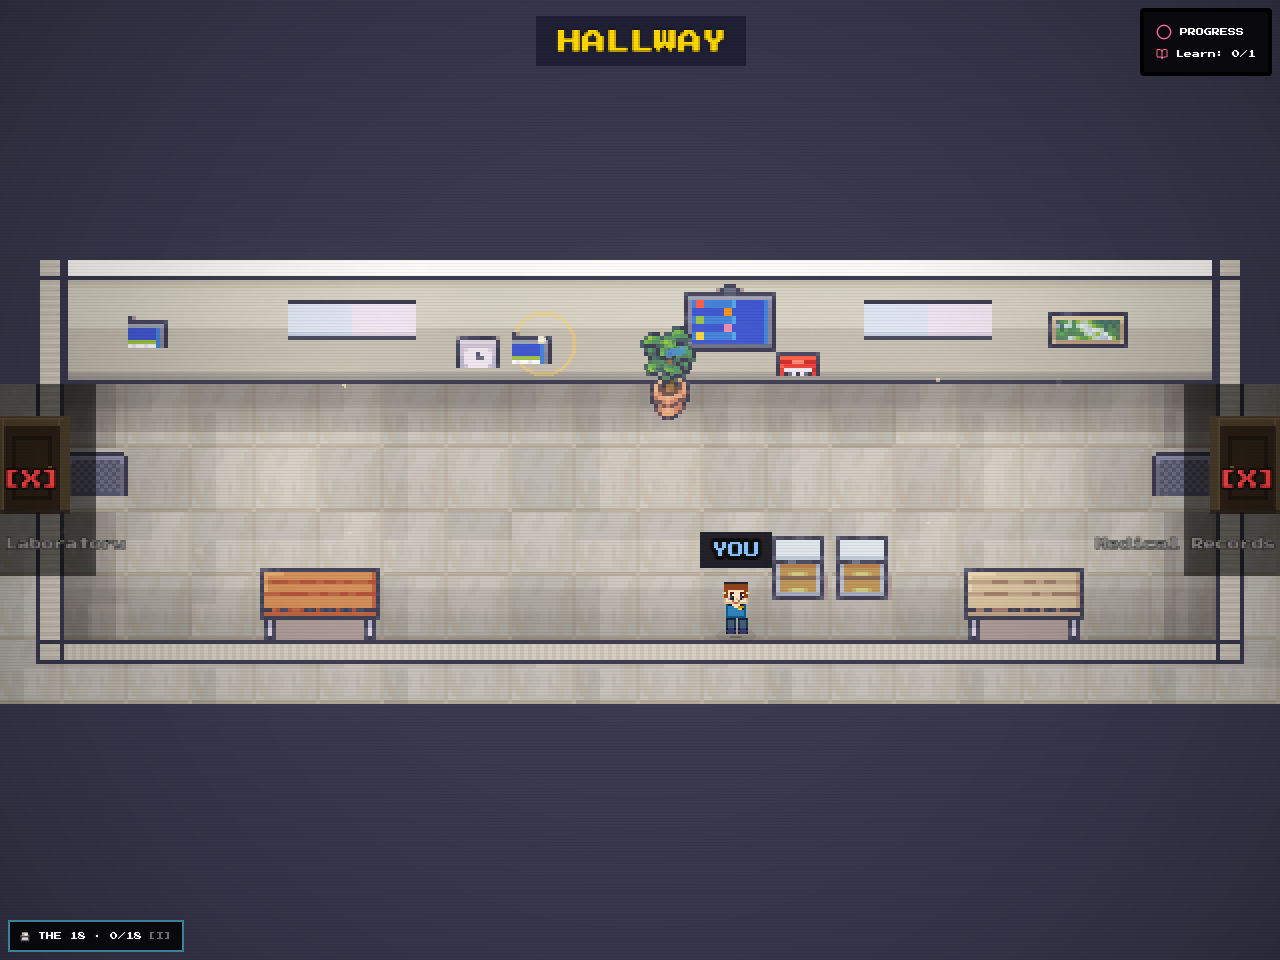 HALLWAY
PROGRESS
Learn: 0/1
[X]
[X]
Laboratory
Medical Records
YOU
THE 18 · 0/18 [I]